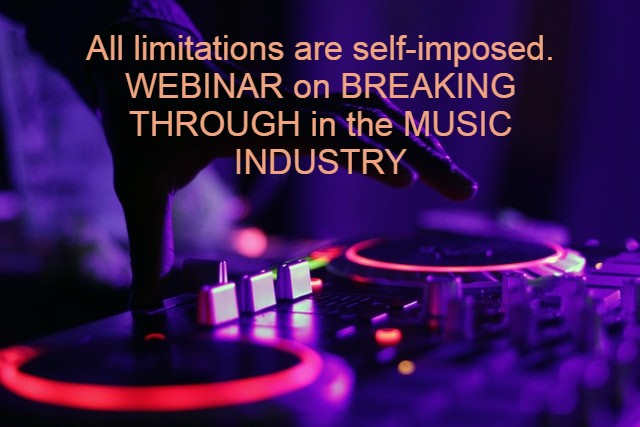 All limitations are self-imposed.
WEBINAR on BREAKING
THROUGH in the MUSIC
INDUSTRY